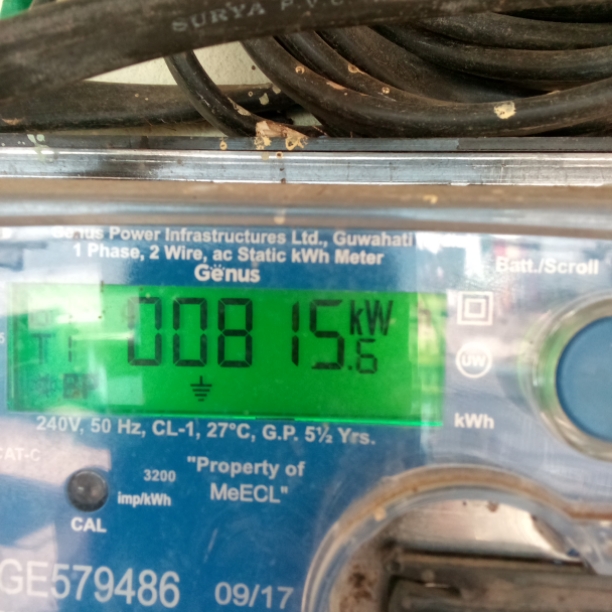 SURYA P.V.C
Genus Power Infrastructures Ltd., Guwahati
1 Phase, 2 Wire, ac Static kWh Meter
Genus
Batt./Scroll
00815.6 kW
UW
kWh
240V, 50 Hz, CL-1, 27°C, G.P. 5½ Yrs.
CAT-C
3200
imp/kWh
"Property of
MeECL"
CAL
GE579486 09/17